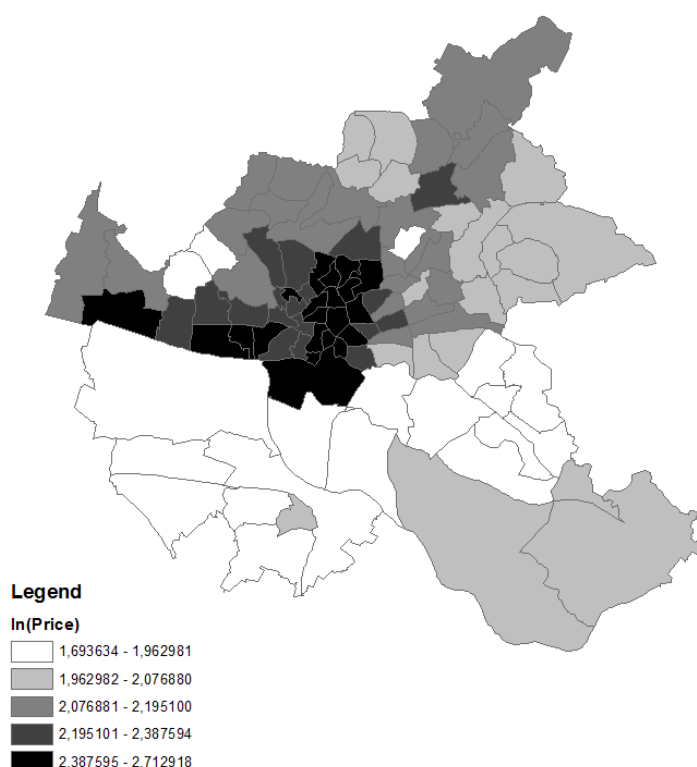 Legend
ln(Price)
1,693634 - 1,962981
1,962982 - 2,076880
2,076881 - 2,195100
2,195101 - 2,387594
2,387595 - 2,712918